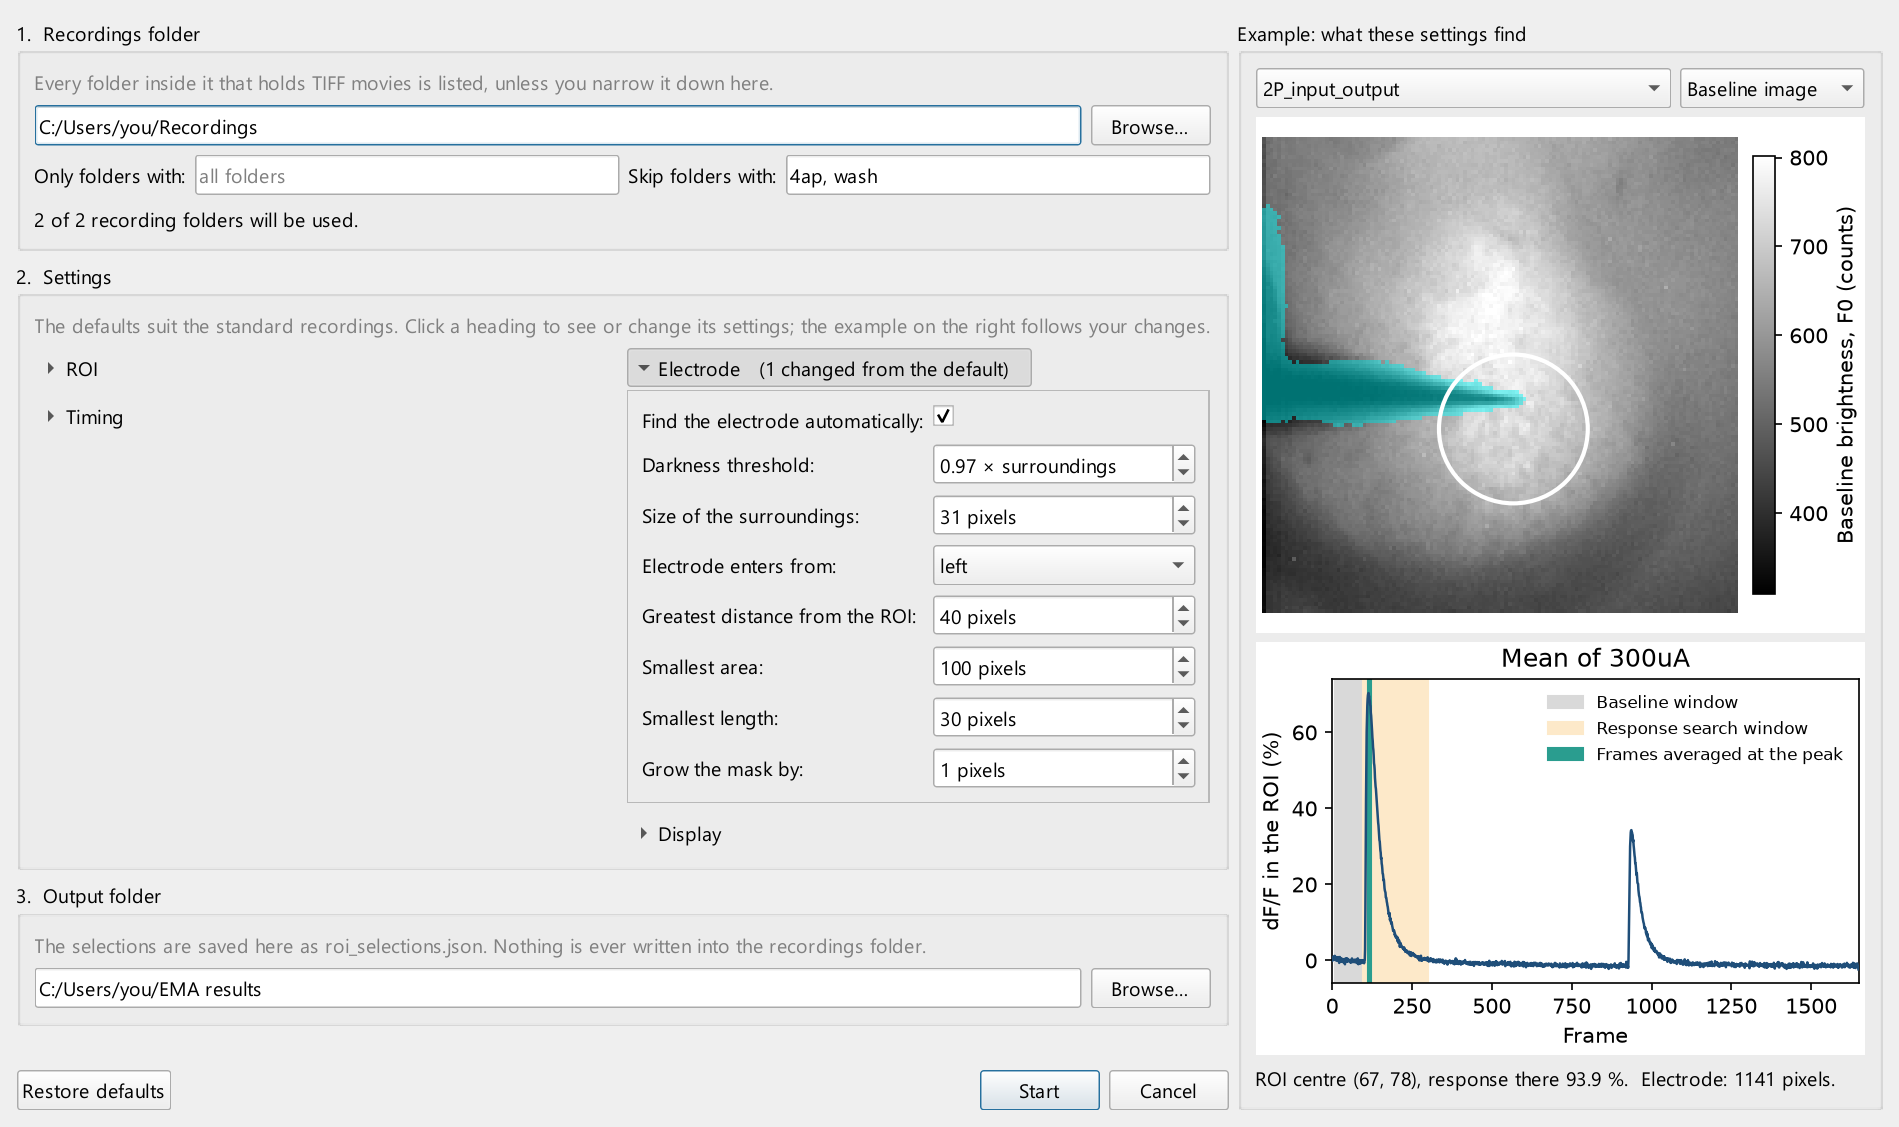 1.  Recordings folder
Every folder inside it that holds TIFF movies is listed, unless you narrow it down here.
C:/Users/you/Recordings
Browse...
Only folders with: all folders
Skip folders with: 4ap, wash
2 of 2 recording folders will be used.
2.  Settings
The defaults suit the standard recordings. Click a heading to see or change its settings; the example on the right follows your changes.
ROI
Timing
Electrode   (1 changed from the default)
Find the electrode automatically:
Darkness threshold: 0.97 × surroundings
Size of the surroundings: 31 pixels
Electrode enters from: left
Greatest distance from the ROI: 40 pixels
Smallest area: 100 pixels
Smallest length: 30 pixels
Grow the mask by: 1 pixels
Display
3.  Output folder
The selections are saved here as roi_selections.json. Nothing is ever written into the recordings folder.
C:/Users/you/EMA results
Browse...
Restore defaults
Start
Cancel
Example: what these settings find
2P_input_output
Baseline image
800
700
600
500
400
Baseline brightness, F0 (counts)
Mean of 300uA
Baseline window
Response search window
Frames averaged at the peak
60
40
20
0
dF/F in the ROI (%)
0 250 500 750 1000 1250 1500
Frame
ROI centre (67, 78), response there 93.9 %.  Electrode: 1141 pixels.